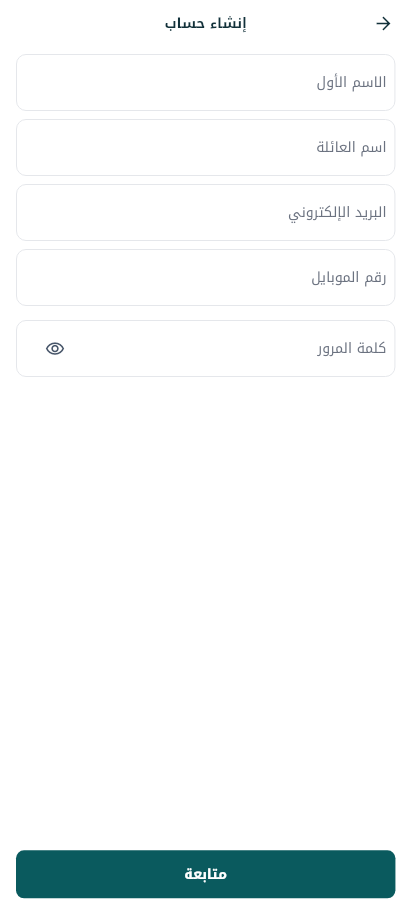 إنشاء حساب
الاسم الأول
اسم العائلة
البريد الإلكتروني
رقم الموبايل
كلمة المرور
متابعة